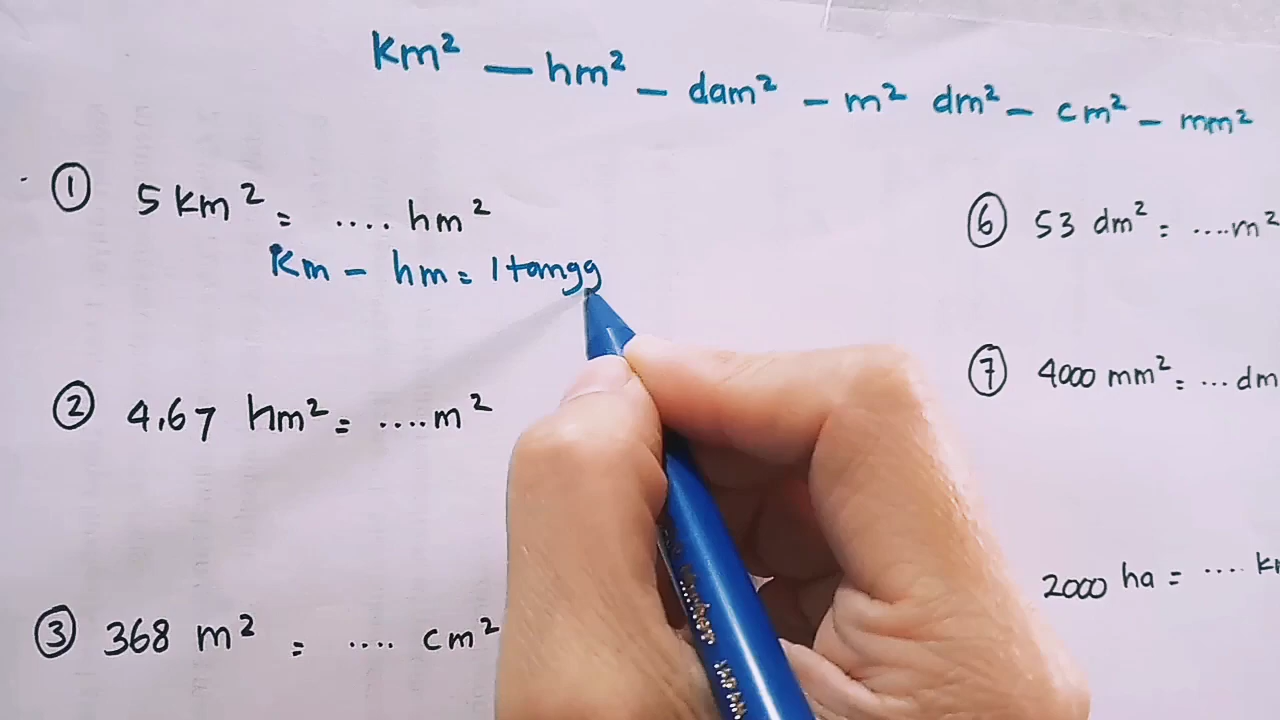 km² – hm² – dam² – m² dm² – cm² – mm²
① 5 km² = .... hm²
km – hm = 1 tangg
② 4,67 hm² = .... m²
③ 368 m² = .... cm²
⑥ 53 dm² = .... m²
⑦ 4000 mm² = ... dm
2000 ha = ....